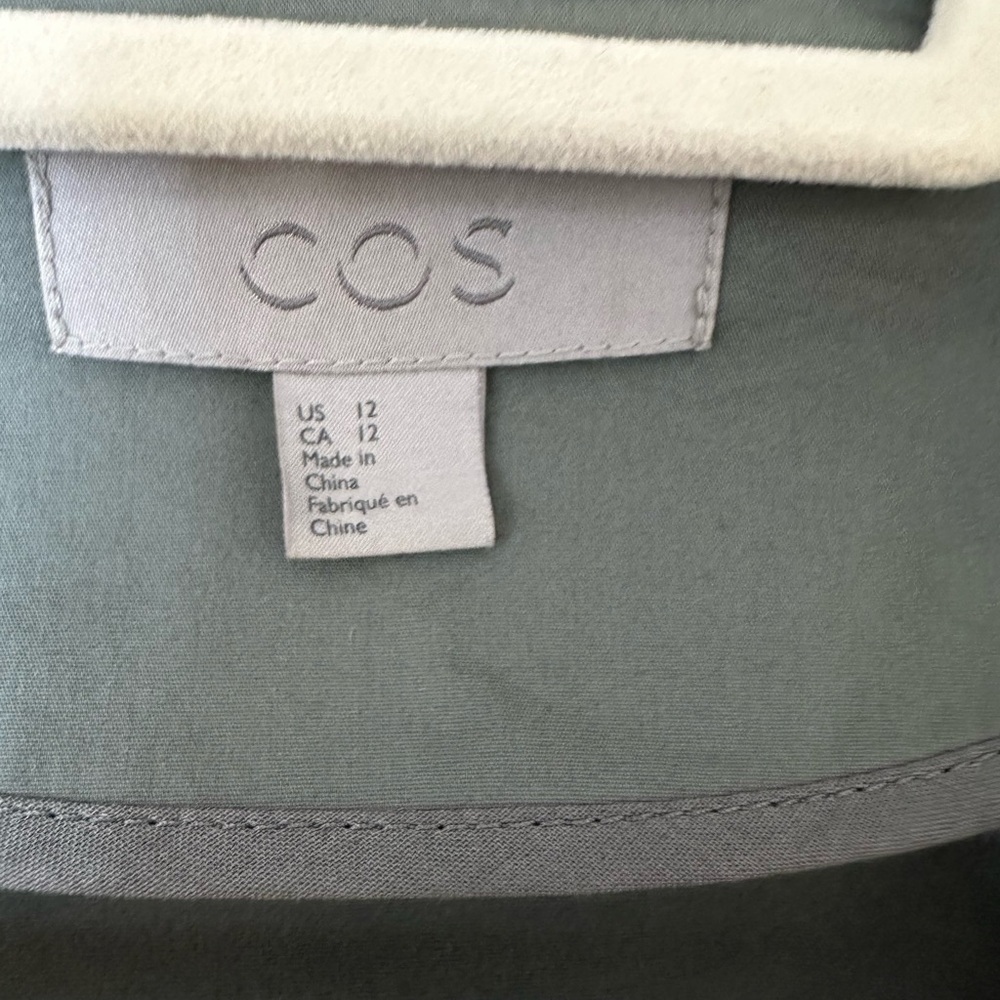 COS
US 12
CA 12
Made in
China
Fabriqué en
Chine